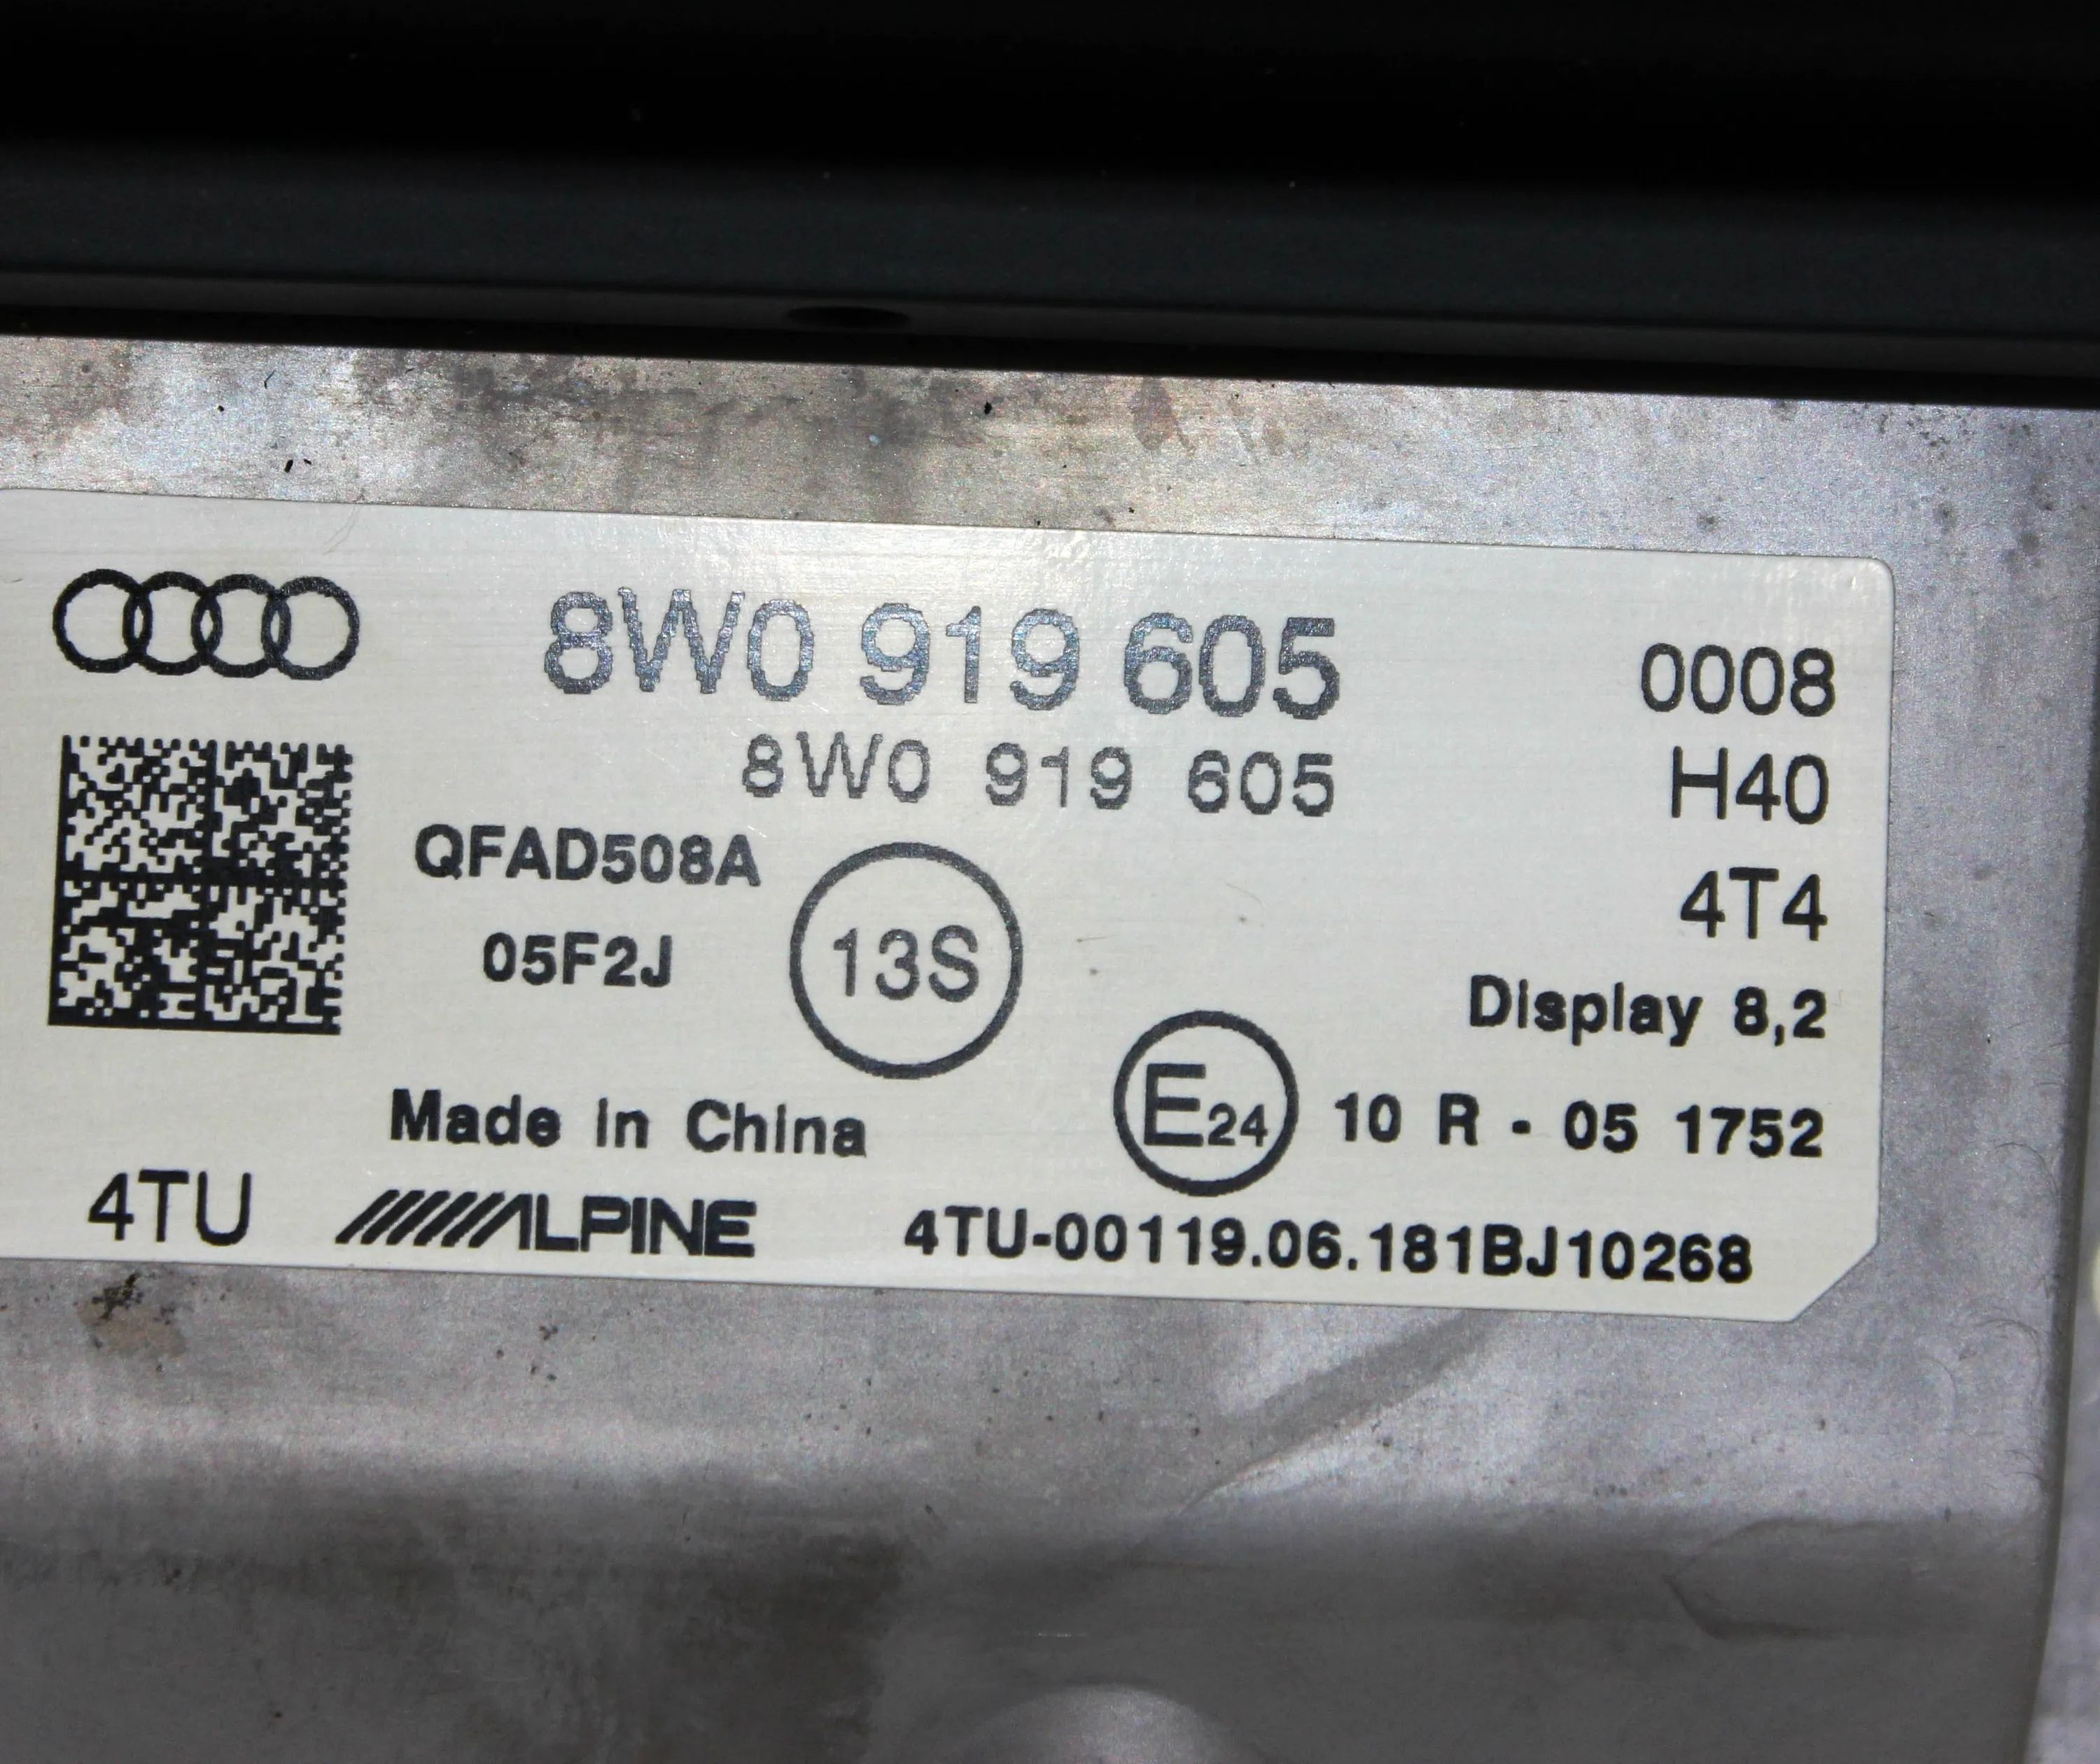 8W0 919 605 0008
8W0 919 605 H40
QFAD508A 4T4
05F2J 13S
Display 8,2
Made in China E24 10 R - 05 1752
4TU ALPINE 4TU-00119.06.181BJ10268